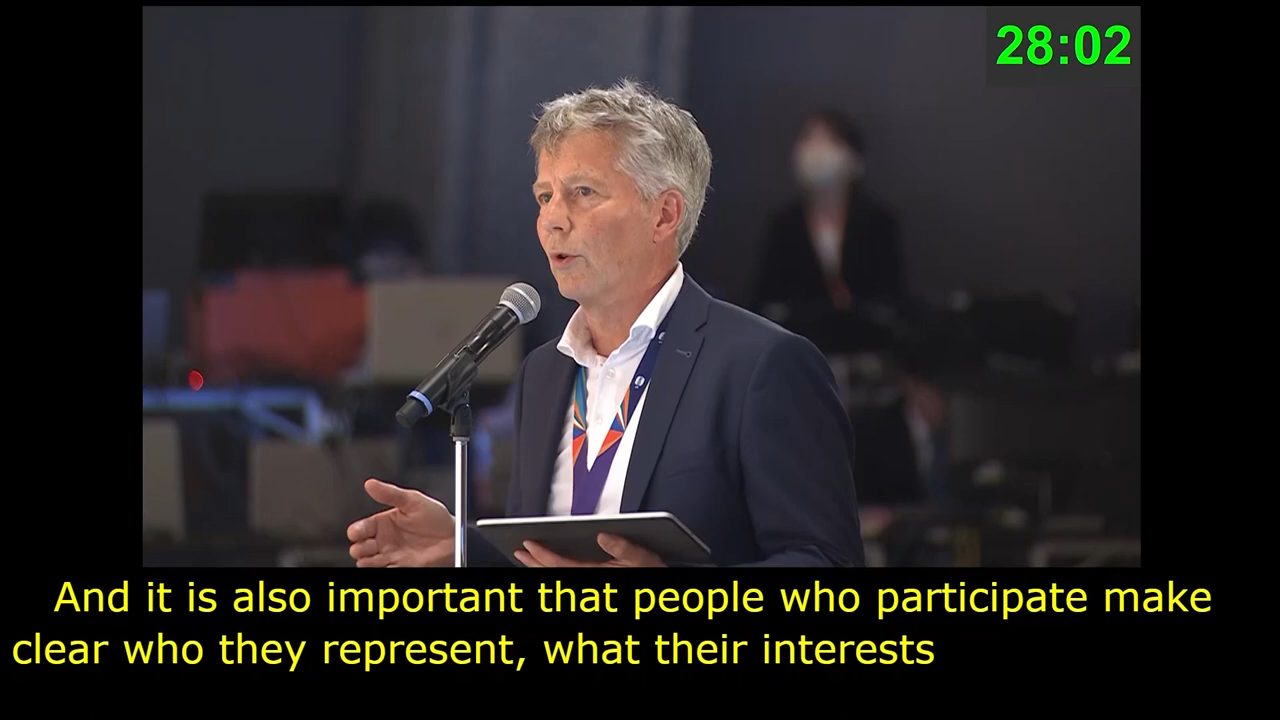 28:02
And it is also important that people who participate make
clear who they represent, what their interests